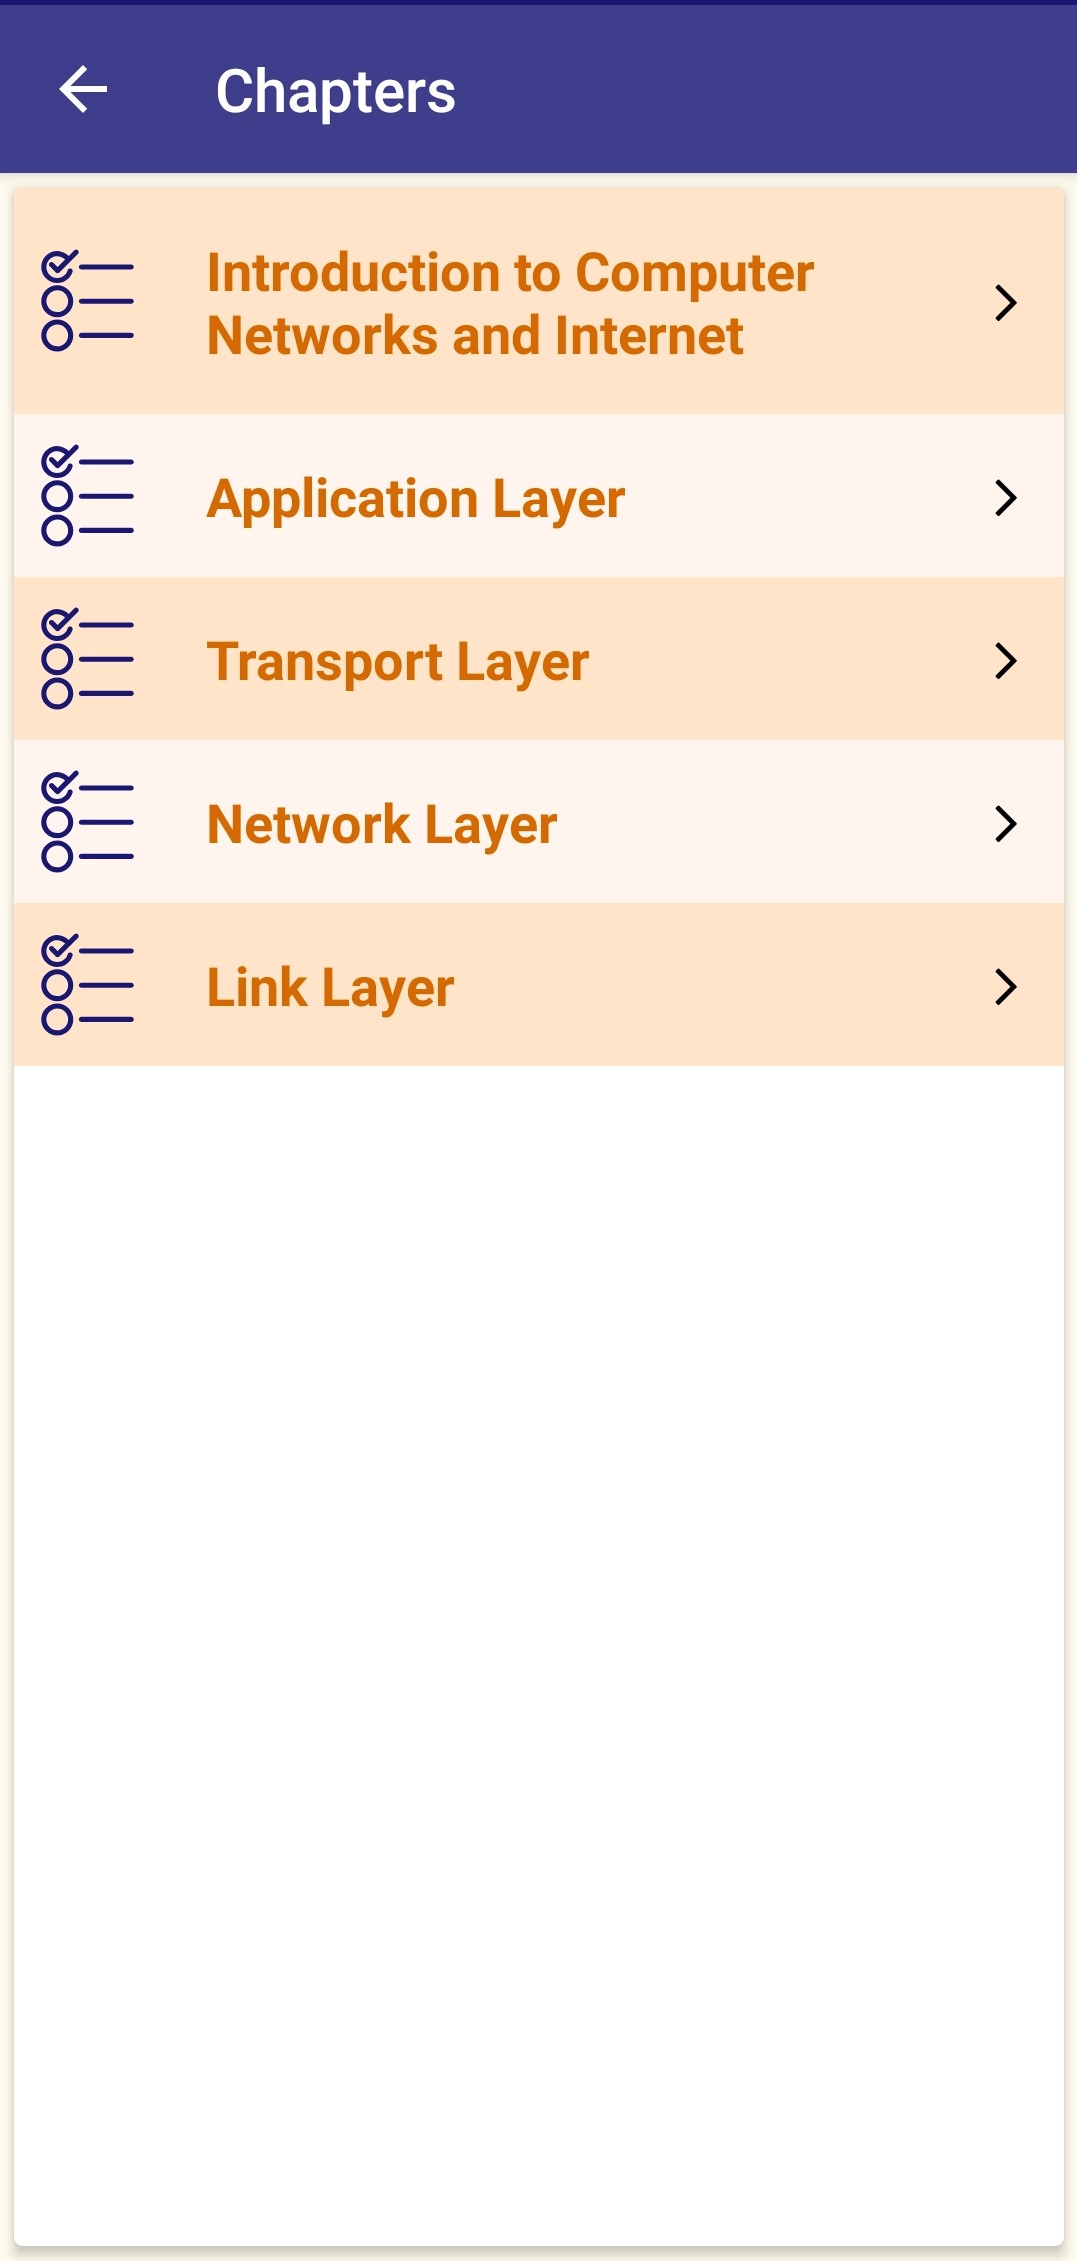 Chapters
Introduction to Computer
Networks and Internet
Application Layer
Transport Layer
Network Layer
Link Layer